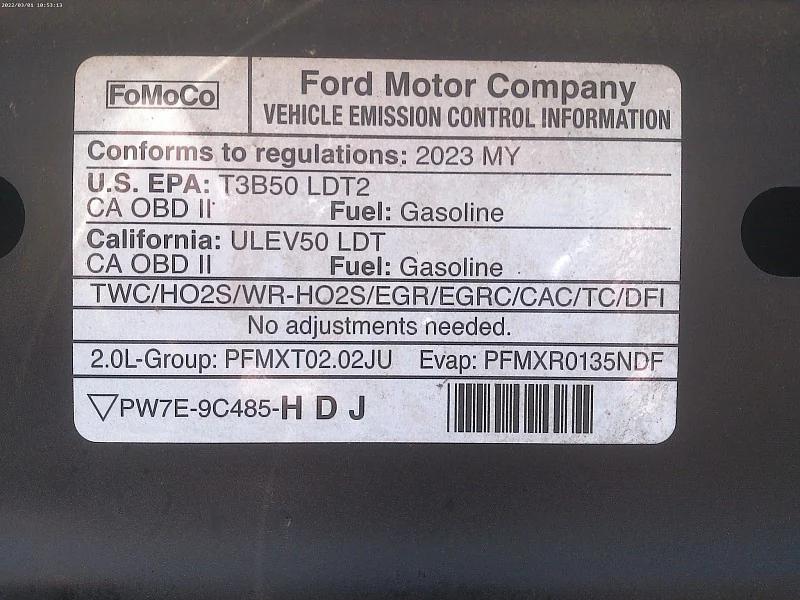 2022/03/01 10:53:13
FoMoCo
Ford Motor Company
VEHICLE EMISSION CONTROL INFORMATION
Conforms to regulations: 2023 MY
U.S. EPA: T3B50 LDT2
CA OBD II Fuel: Gasoline
California: ULEV50 LDT
CA OBD II Fuel: Gasoline
TWC/HO2S/WR-HO2S/EGR/EGRC/CAC/TC/DFI
No adjustments needed.
2.0L-Group: PFMXT02.02JU Evap: PFMXR0135NDF
PW7E-9C485-H D J